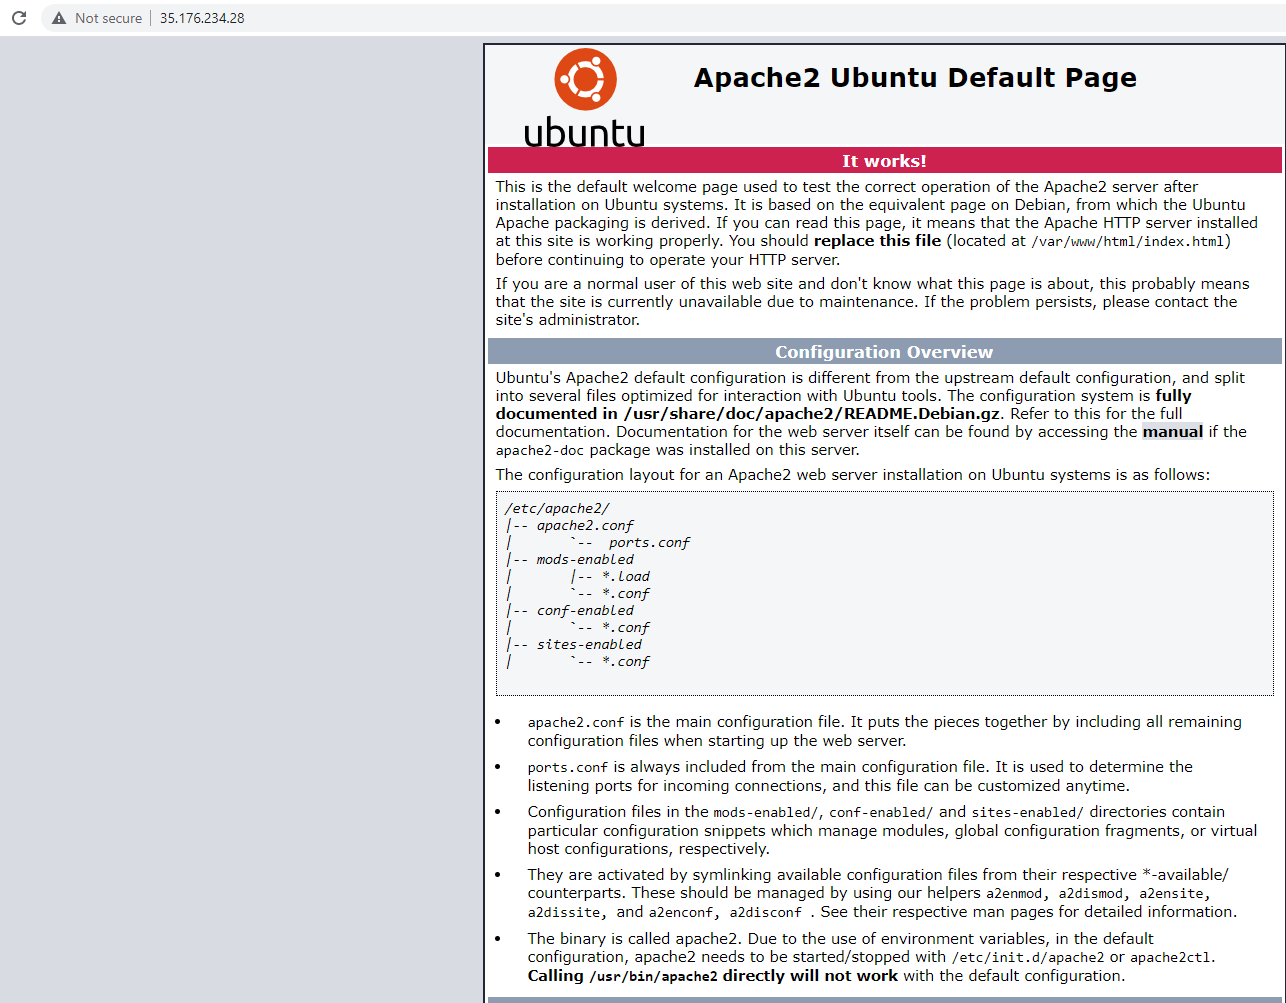 Not secure | 35.176.234.28
ubuntu
Apache2 Ubuntu Default Page
It works!
This is the default welcome page used to test the correct operation of the Apache2 server after
installation on Ubuntu systems. It is based on the equivalent page on Debian, from which the Ubuntu
Apache packaging is derived. If you can read this page, it means that the Apache HTTP server installed
at this site is working properly. You should replace this file (located at /var/www/html/index.html)
before continuing to operate your HTTP server.
If you are a normal user of this web site and don't know what this page is about, this probably means
that the site is currently unavailable due to maintenance. If the problem persists, please contact the
site's administrator.
Configuration Overview
Ubuntu's Apache2 default configuration is different from the upstream default configuration, and split
into several files optimized for interaction with Ubuntu tools. The configuration system is fully
documented in /usr/share/doc/apache2/README.Debian.gz. Refer to this for the full
documentation. Documentation for the web server itself can be found by accessing the manual if the
apache2-doc package was installed on this server.
The configuration layout for an Apache2 web server installation on Ubuntu systems is as follows:
/etc/apache2/
|-- apache2.conf
|       `--  ports.conf
|-- mods-enabled
|       |-- *.load
|       `-- *.conf
|-- conf-enabled
|       `-- *.conf
|-- sites-enabled
|       `-- *.conf
• apache2.conf is the main configuration file. It puts the pieces together by including all remaining
configuration files when starting up the web server.
• ports.conf is always included from the main configuration file. It is used to determine the
listening ports for incoming connections, and this file can be customized anytime.
• Configuration files in the mods-enabled/, conf-enabled/ and sites-enabled/ directories contain
particular configuration snippets which manage modules, global configuration fragments, or virtual
host configurations, respectively.
• They are activated by symlinking available configuration files from their respective *-available/
counterparts. These should be managed by using our helpers a2enmod, a2dismod, a2ensite,
a2dissite, and a2enconf, a2disconf . See their respective man pages for detailed information.
• The binary is called apache2. Due to the use of environment variables, in the default
configuration, apache2 needs to be started/stopped with /etc/init.d/apache2 or apache2ctl.
Calling /usr/bin/apache2 directly will not work with the default configuration.